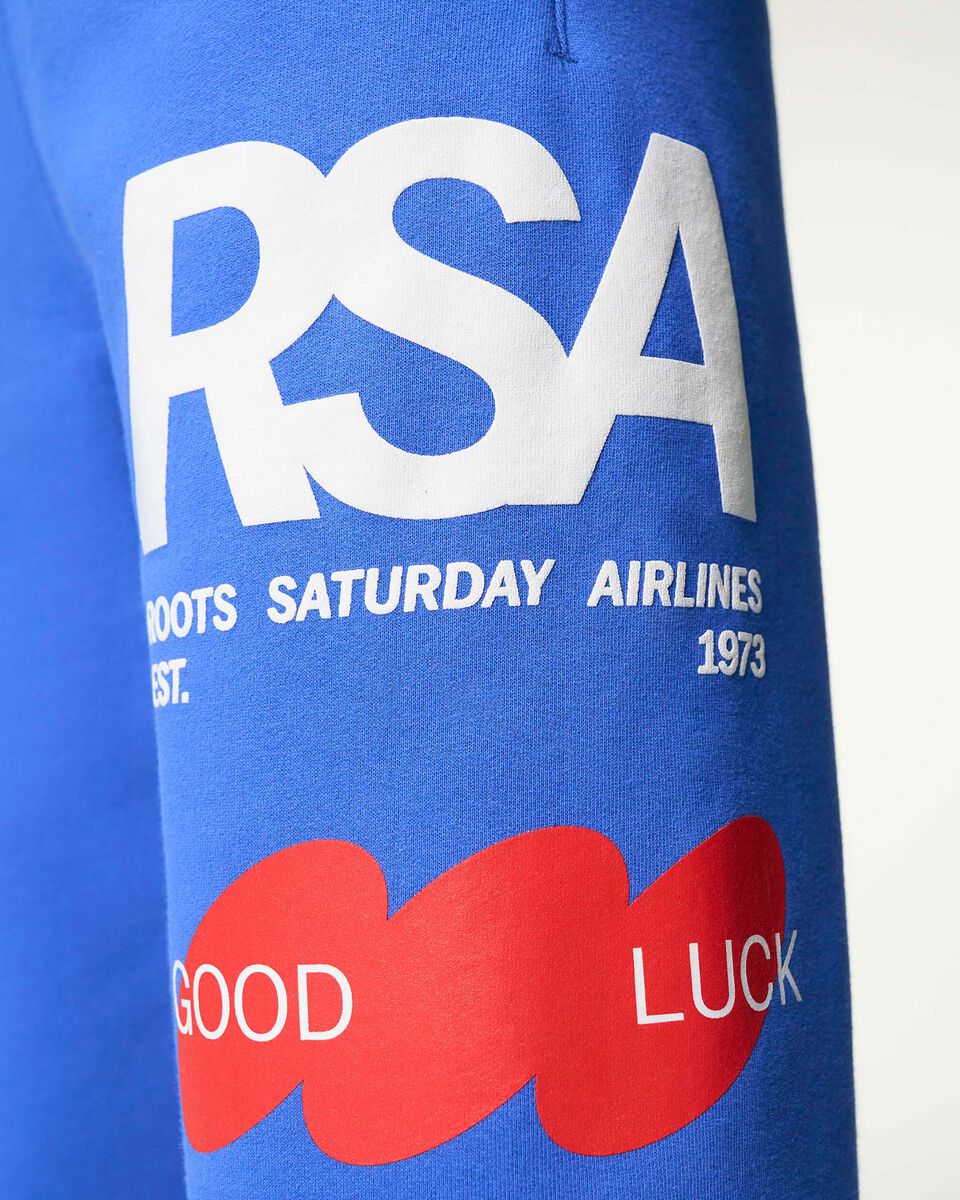 RSA
ROOTS SATURDAY AIRLINES
EST. 1973
GOOD LUCK